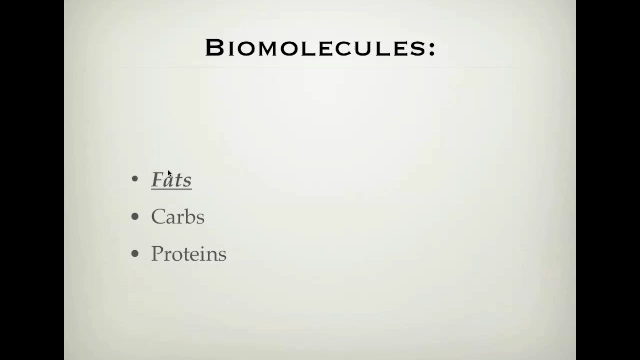 Biomolecules:
• Fats
• Carbs
• Proteins